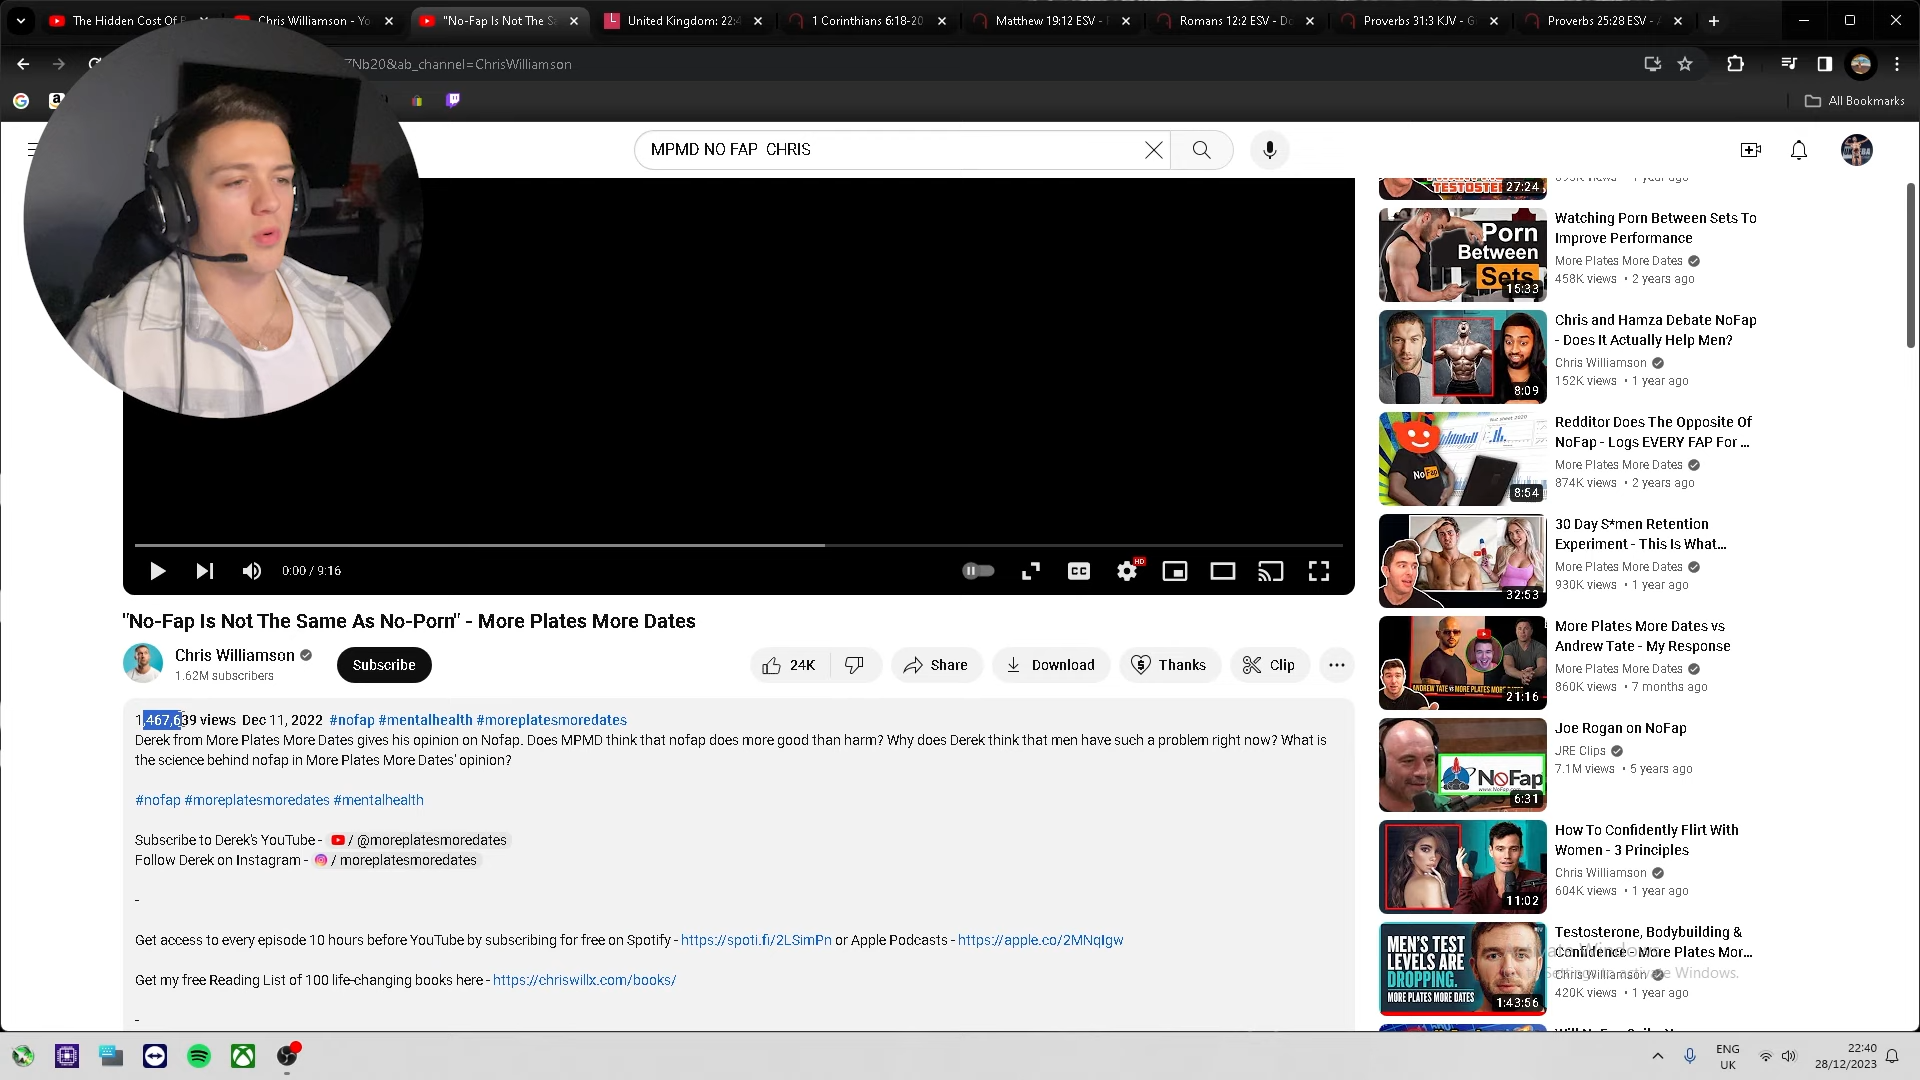 The Hidden Cost Of
Chris Williamson - Yo
"No-Fap Is Not The Sa
United Kingdom: 22:4
1 Corinthians 6:18-20
Matthew 19:12 ESV -
Romans 12:2 ESV - Do
Proverbs 31:3 KJV - G
Proverbs 25:28 ESV - A
ZNb20&ab_channel=ChrisWilliamson
All Bookmarks
MPMD NO FAP CHRIS
0:00 / 9:16
CC
HD
"No-Fap Is Not The Same As No-Porn" - More Plates More Dates
Chris Williamson
1.62M subscribers
Subscribe
24K
Share
Download
Thanks
Clip
1,467,639 views Dec 11, 2022 #nofap #mentalhealth #moreplatesmoredates
Derek from More Plates More Dates gives his opinion on Nofap. Does MPMD think that nofap does more good than harm? Why does Derek think that men have such a problem right now? What is
the science behind nofap in More Plates More Dates' opinion?
#nofap #moreplatesmoredates #mentalhealth
Subscribe to Derek's YouTube - / @moreplatesmoredates
Follow Derek on Instagram - / moreplatesmoredates
-
Get access to every episode 10 hours before YouTube by subscribing for free on Spotify - https://spoti.fi/2LSimPn or Apple Podcasts - https://apple.co/2MNqIgw
Get my free Reading List of 100 life-changing books here - https://chriswillx.com/books/
-
27:24
Porn
Between
Sets
15:33
Watching Porn Between Sets To
Improve Performance
More Plates More Dates
458K views • 2 years ago
8:09
Chris and Hamza Debate NoFap
- Does It Actually Help Men?
Chris Williamson
152K views • 1 year ago
NoFap
8:54
Redditor Does The Opposite Of
NoFap - Logs EVERY FAP For ...
More Plates More Dates
874K views • 2 years ago
32:53
30 Day S*men Retention
Experiment - This Is What...
More Plates More Dates
930K views • 1 year ago
21:16
More Plates More Dates vs
Andrew Tate - My Response
More Plates More Dates
860K views • 7 months ago
NoFap
6:31
Joe Rogan on NoFap
JRE Clips
7.1M views • 5 years ago
11:02
How To Confidently Flirt With
Women - 3 Principles
Chris Williamson
604K views • 1 year ago
MEN'S TEST
LEVELS ARE
DROPPING.
MORE PLATES MORE DATES
1:43:56
Testosterone, Bodybuilding &
Confidence - More Plates Mor...
Chris Williamson
420K views • 1 year ago
ENG
UK
22:40
28/12/2023